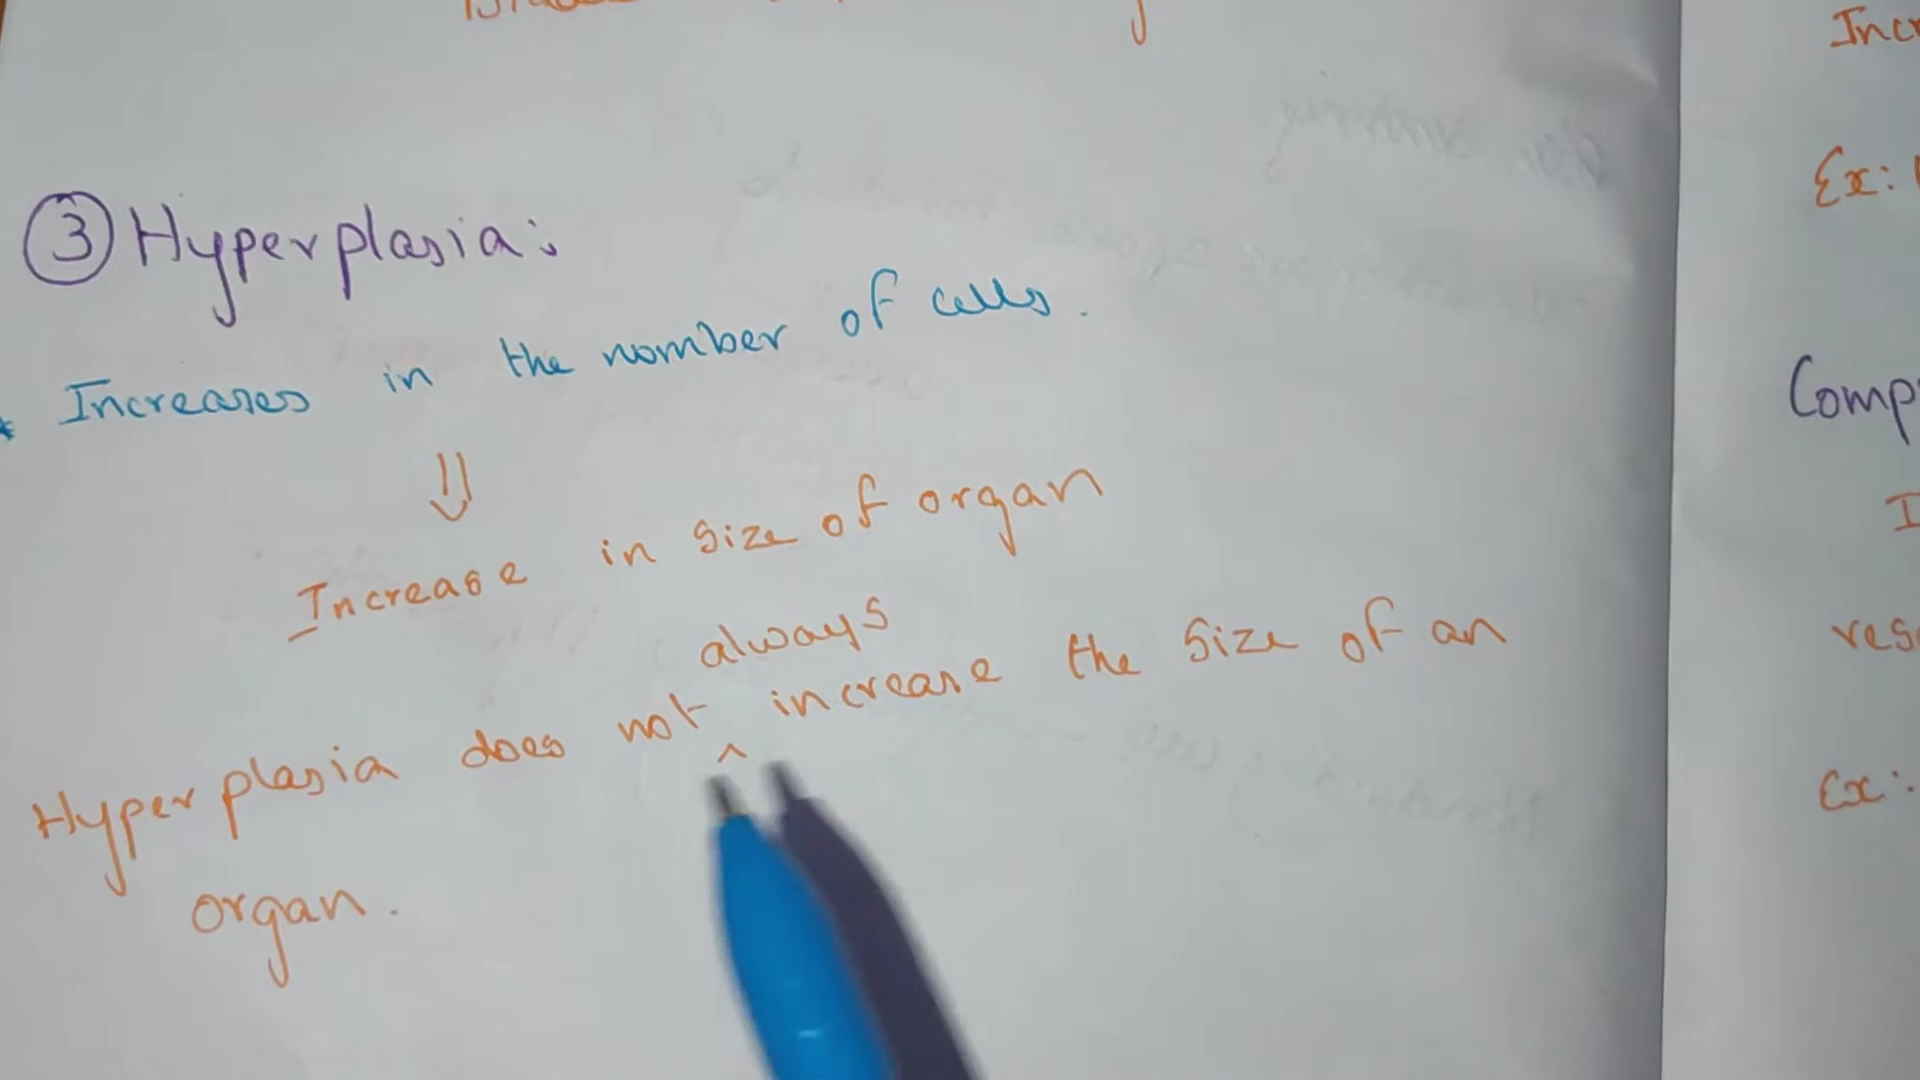 ③ Hyperplasia:
* Increases in the number of cells.
⇓
Increase in size of organ
always
Hyperplasia does not ^ increase the size of an
organ.
Ex:
Comp
I
res
Ex: